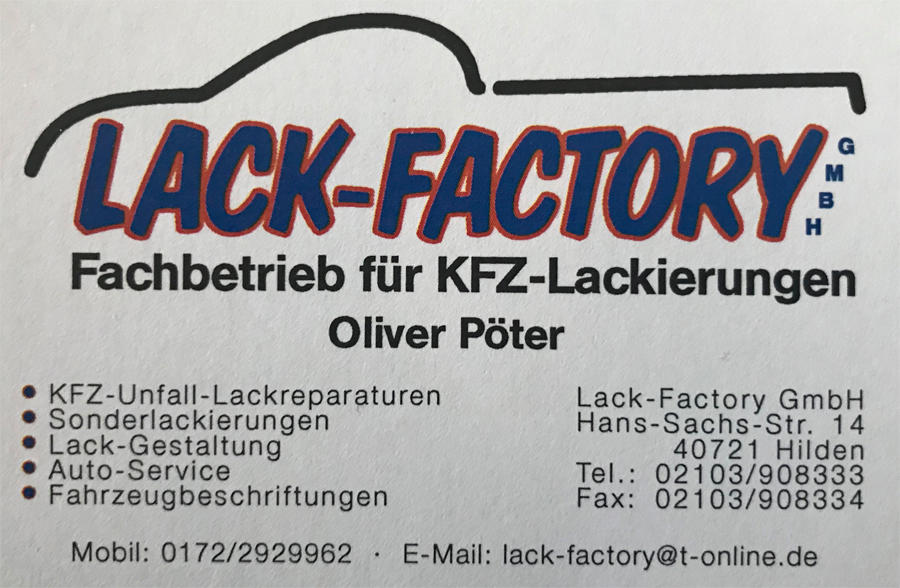 LACK-FACTORY GMBH
Fachbetrieb für KFZ-Lackierungen
Oliver Pöter
• KFZ-Unfall-Lackreparaturen
• Sonderlackierungen
• Lack-Gestaltung
• Auto-Service
• Fahrzeugbeschriftungen
Lack-Factory GmbH
Hans-Sachs-Str. 14
40721 Hilden
Tel.: 02103/908333
Fax: 02103/908334
Mobil: 0172/2929962 · E-Mail: lack-factory@t-online.de